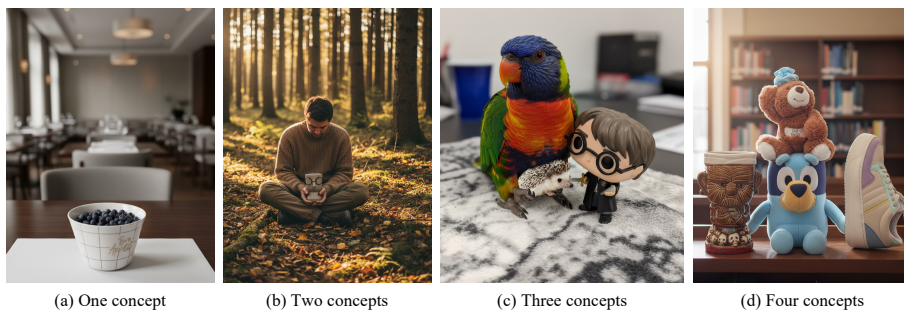 (a) One concept
(b) Two concepts
(c) Three concepts
(d) Four concepts